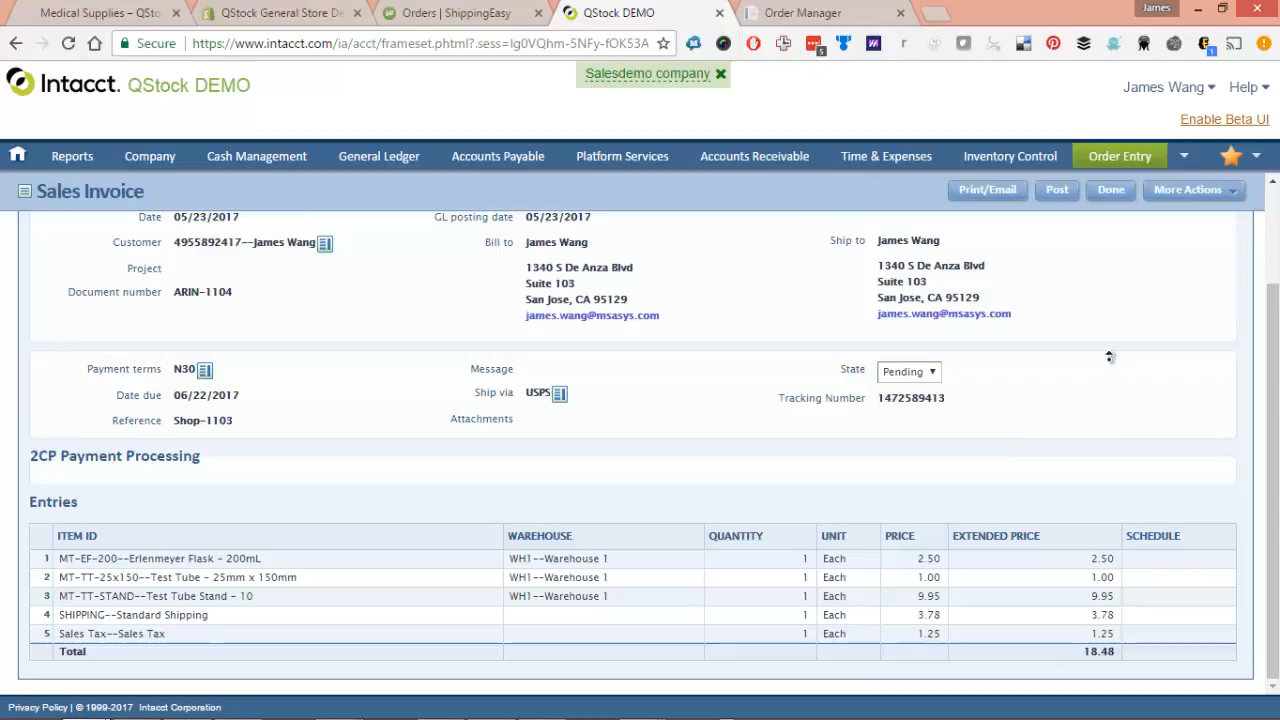 Medical Supplies – QSto
QStock General Store De
Orders | ShippingEasy
QStock DEMO
Order Manager
James
Secure
https://www.intacct.com/ia/acct/frameset.phtml?.sess=Ig0VQhm-5NFy-fOK53A
Intacct. QStock DEMO
Salesdemo company
James Wang
Help
Enable Beta UI
Reports
Company
Cash Management
General Ledger
Accounts Payable
Platform Services
Accounts Receivable
Time & Expenses
Inventory Control
Order Entry
Sales Invoice
Print/Email
Post
Done
More Actions
Date 05/23/2017
GL posting date 05/23/2017
Customer 4955892417--James Wang
Bill to James Wang
1340 S De Anza Blvd
Suite 103
San Jose, CA 95129
james.wang@msasys.com
Ship to James Wang
1340 S De Anza Blvd
Suite 103
San Jose, CA 95129
james.wang@msasys.com
Project
Document number ARIN-1104
Payment terms N30
Date due 06/22/2017
Reference Shop-1103
Message
Ship via USPS
Attachments
State Pending
Tracking Number 1472589413
2CP Payment Processing
Entries
ITEM ID WAREHOUSE QUANTITY UNIT PRICE EXTENDED PRICE SCHEDULE
1 MT-EF-200--Erlenmeyer Flask - 200mL WH1--Warehouse 1 1 Each 2.50 2.50
2 MT-TT-25x150--Test Tube - 25mm x 150mm WH1--Warehouse 1 1 Each 1.00 1.00
3 MT-TT-STAND--Test Tube Stand - 10 WH1--Warehouse 1 1 Each 9.95 9.95
4 SHIPPING--Standard Shipping 1 Each 3.78 3.78
5 Sales Tax--Sales Tax 1 Each 1.25 1.25
Total 18.48
Privacy Policy | © 1999-2017 Intacct Corporation